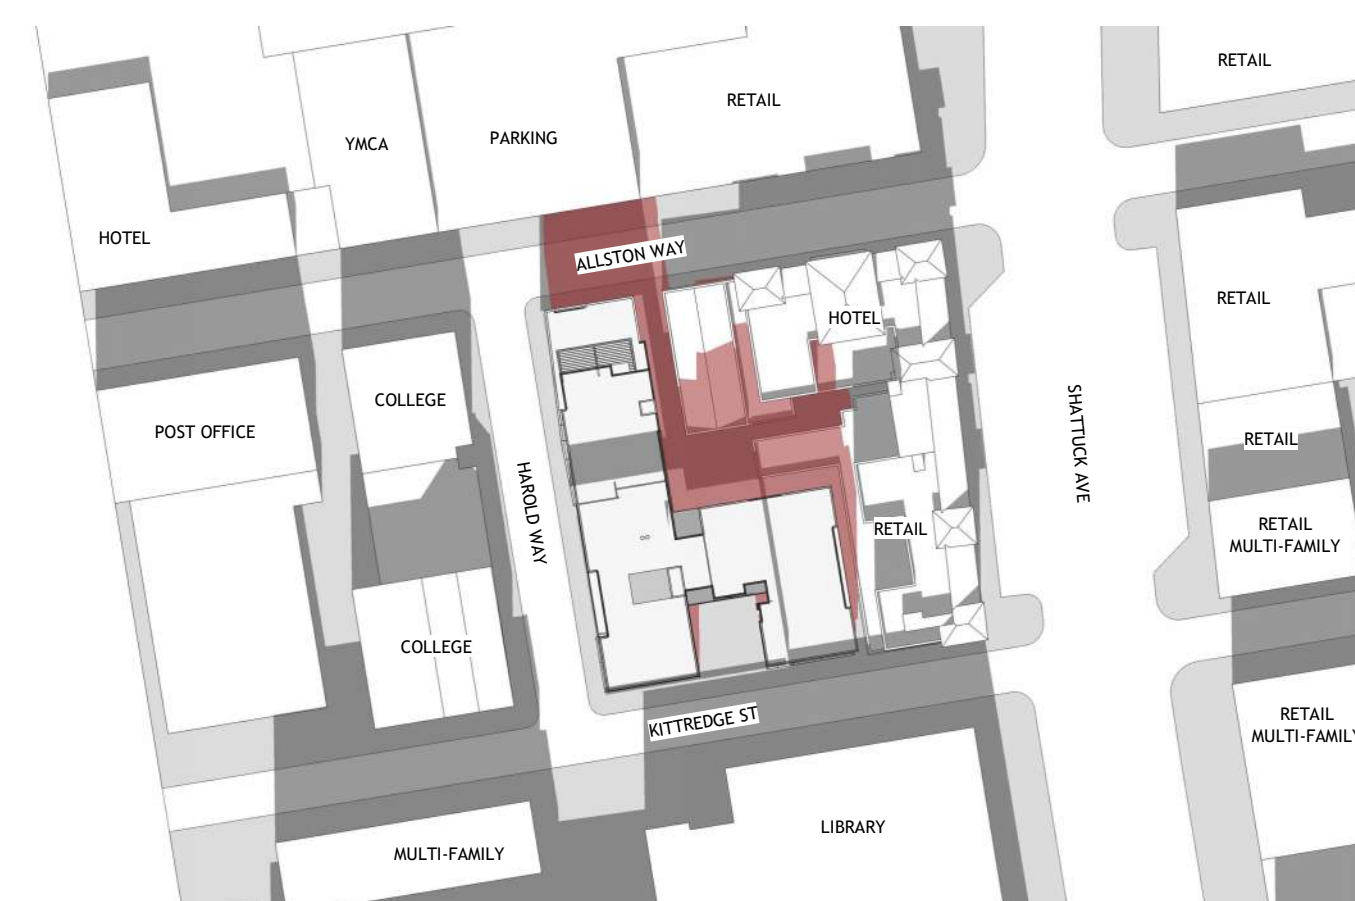 RETAIL
RETAIL
PARKING
YMCA
HOTEL
ALLSTON WAY
RETAIL
HOTEL
COLLEGE
POST OFFICE
SHATTUCK AVE
RETAIL
HAROLD WAY
RETAIL
RETAIL
MULTI-FAMILY
COLLEGE
KITTREDGE ST
RETAIL
MULTI-FAMILY
LIBRARY
MULTI-FAMILY